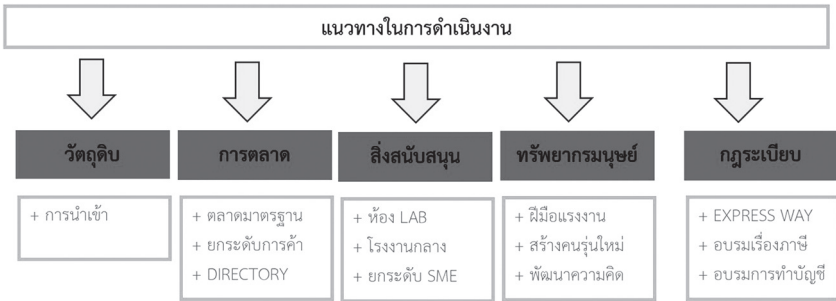 แนวทางในการดำเนินงาน
วัตถุดิบ
+ การนำเข้า
การตลาด
+ ตลาดมาตรฐาน
+ ยกระดับการค้า
+ DIRECTORY
สิ่งสนับสนุน
+ ห้อง LAB
+ โรงงานกลาง
+ ยกระดับ SME
ทรัพยากรมนุษย์
+ ฝีมือแรงงาน
+ สร้างคนรุ่นใหม่
+ พัฒนาความคิด
กฎระเบียบ
+ EXPRESS WAY
+ อบรมเรื่องภาษี
+ อบรมการทำบัญชี